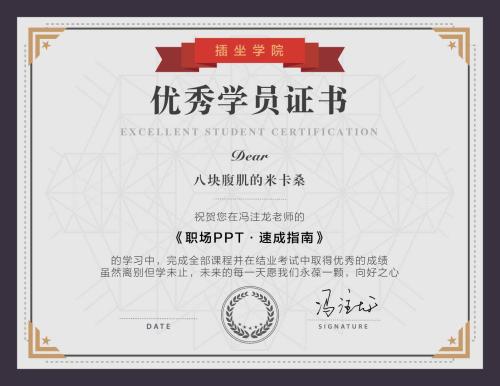 插坐学院
优秀学员证书
EXCELLENT STUDENT CERTIFICATION
Dear
八块腹肌的米卡桑
祝贺您在冯注龙老师的
《职场PPT·速成指南》
的学习中，完成全部课程并在结业考试中取得优秀的成绩
虽然离别但学未止，未来的每一天愿我们永葆一颗，向好之心
冯注龙
DATE
SIGNATURE